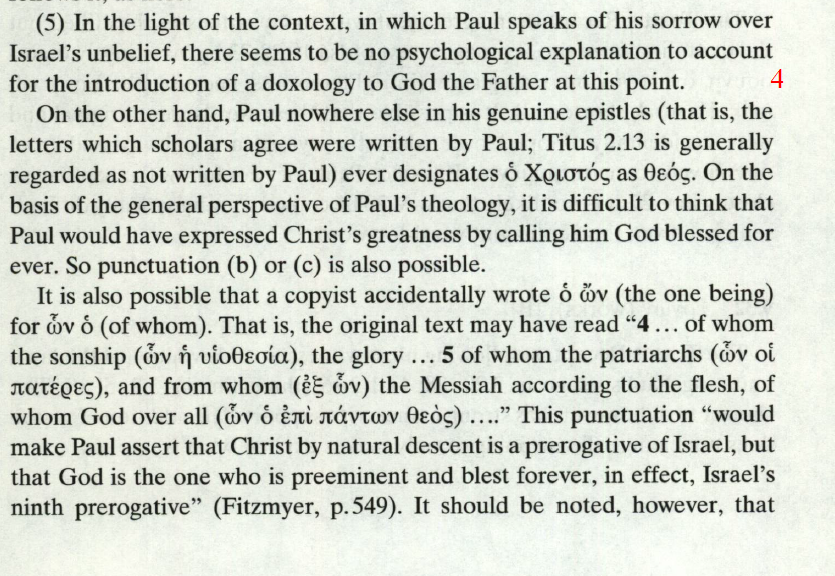 (5) In the light of the context, in which Paul speaks of his sorrow over
Israel's unbelief, there seems to be no psychological explanation to account
for the introduction of a doxology to God the Father at this point.
4
On the other hand, Paul nowhere else in his genuine epistles (that is, the
letters which scholars agree were written by Paul; Titus 2.13 is generally
regarded as not written by Paul) ever designates ὁ Χριστός as θεός. On the
basis of the general perspective of Paul's theology, it is difficult to think that
Paul would have expressed Christ's greatness by calling him God blessed for
ever. So punctuation (b) or (c) is also possible.
It is also possible that a copyist accidentally wrote ὁ ὤν (the one being)
for ὧν ὁ (of whom). That is, the original text may have read “4 … of whom
the sonship (ὧν ἡ υἱοθεσία), the glory … 5 of whom the patriarchs (ὧν οἱ
πατέρες), and from whom (ἐξ ὧν) the Messiah according to the flesh, of
whom God over all (ὧν ὁ ἐπὶ πάντων θεὸς) ….” This punctuation “would
make Paul assert that Christ by natural descent is a prerogative of Israel, but
that God is the one who is preeminent and blest forever, in effect, Israel's
ninth prerogative” (Fitzmyer, p. 549). It should be noted, however, that